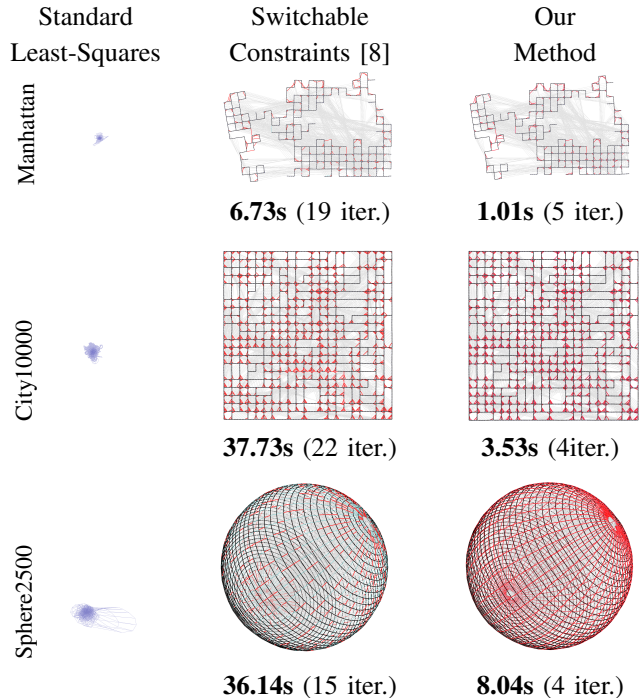 Standard Least-Squares
Switchable Constraints [8]
Our Method
Manhattan
6.73s (19 iter.)
1.01s (5 iter.)
City10000
37.73s (22 iter.)
3.53s (4iter.)
Sphere2500
36.14s (15 iter.)
8.04s (4 iter.)